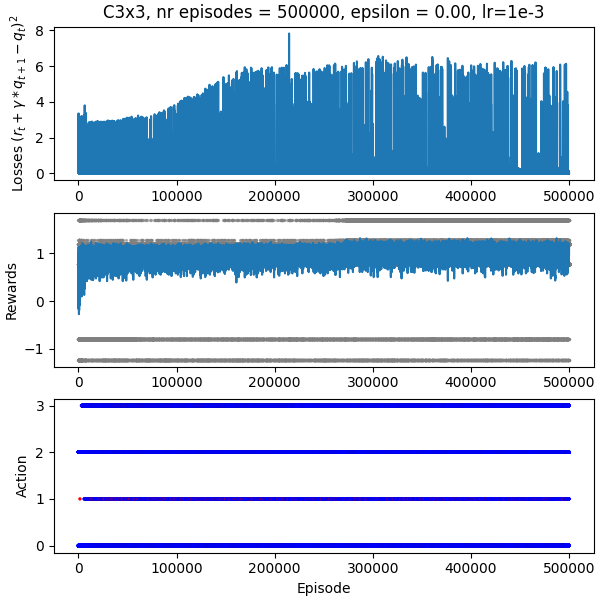 C3x3, nr episodes = 500000, epsilon = 0.00, lr=1e-3
Losses $(r_t + \gamma * q_{t+1} - q_t)^2$
8
6
4
2
0
0 100000 200000 300000 400000 500000
Rewards
1
0
−1
0 100000 200000 300000 400000 500000
Action
3
2
1
0
0 100000 200000 300000 400000 500000
Episode